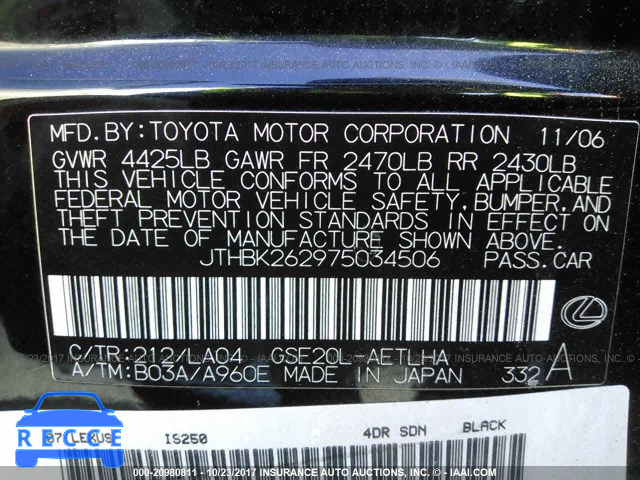 MFD.BY:TOYOTA MOTOR CORPORATION 11/06
GVWR 4425LB GAWR FR 2470LB RR 2430LB
THIS VEHICLE CONFORMS TO ALL APPLICABLE
FEDERAL MOTOR VEHICLE SAFETY,BUMPER,AND
THEFT PREVENTION STANDARDS IN EFFECT ON
THE DATE OF MANUFACTURE SHOWN ABOVE.
JTHBK262975034506 PASS.CAR
C/TR:212 / LA04 GSE20L-AETLHA
A/TM:B03A/A960E MADE IN JAPAN 332A
07 LEXUS IS250 4DR SDN BLACK
000-20980811 - 10/23/2017 - INSURANCE AUTO AUCTIONS, INC. - IAAI.COM